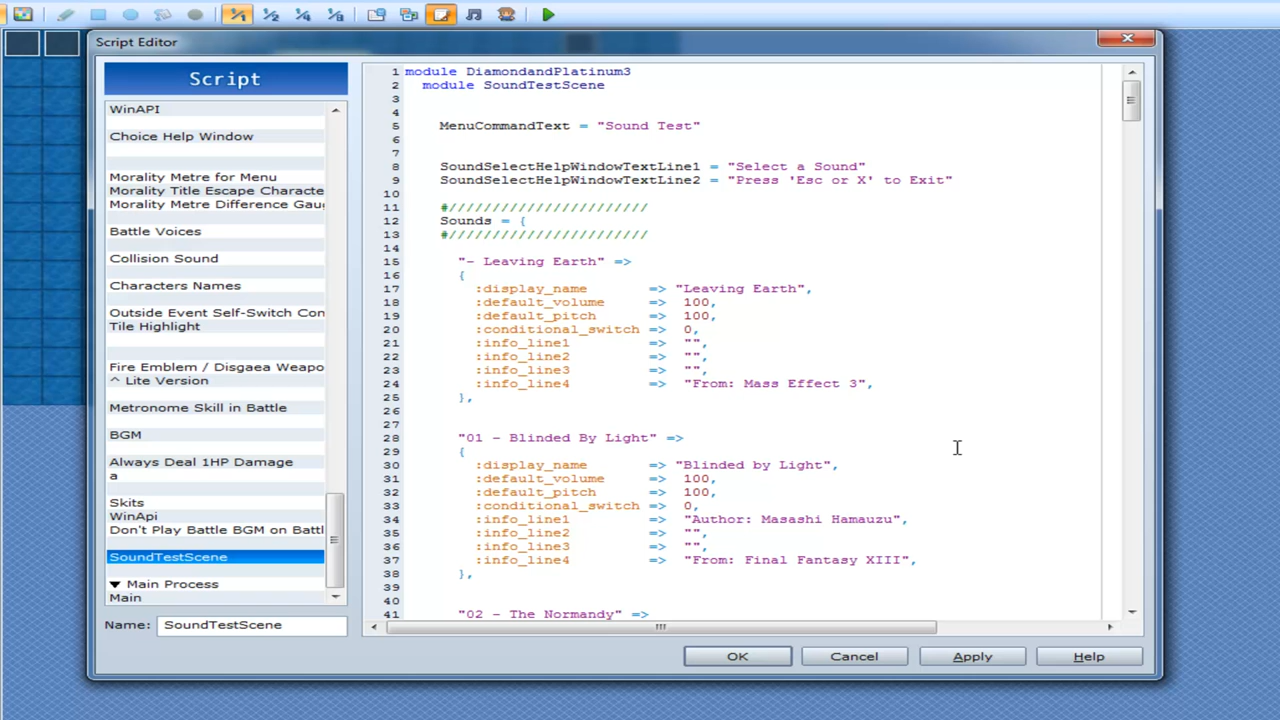 1/1 1/2 1/4 1/8
Script Editor
Script
WinAPI
Choice Help Window
Morality Metre for Menu
Morality Title Escape Characte
Morality Metre Difference Gau
Battle Voices
Collision Sound
Characters Names
Outside Event Self-Switch Con
Tile Highlight
Fire Emblem / Disgaea Weapo
^ Lite Version
Metronome Skill in Battle
BGM
Always Deal 1HP Damage
a
Skits
WinApi
Don't Play Battle BGM on Battl
SoundTestScene
▼ Main Process
Main
Name: SoundTestScene
1 module DiamondandPlatinum3
2 module SoundTestScene
3
4
5 MenuCommandText = "Sound Test"
6
7
8 SoundSelectHelpWindowTextLine1 = "Select a Sound"
9 SoundSelectHelpWindowTextLine2 = "Press 'Esc or X' to Exit"
10
11 #///////////////////////
12 Sounds = {
13 #///////////////////////
14
15 "- Leaving Earth" =>
16 {
17 :display_name => "Leaving Earth",
18 :default_volume => 100,
19 :default_pitch => 100,
20 :conditional_switch => 0,
21 :info_line1 => "",
22 :info_line2 => "",
23 :info_line3 => "",
24 :info_line4 => "From: Mass Effect 3",
25 },
26
27
28 "01 - Blinded By Light" =>
29 {
30 :display_name => "Blinded by Light",
31 :default_volume => 100,
32 :default_pitch => 100,
33 :conditional_switch => 0,
34 :info_line1 => "Author: Masashi Hamauzu",
35 :info_line2 => "",
36 :info_line3 => "",
37 :info_line4 => "From: Final Fantasy XIII",
38 },
39
40
41 "02 - The Normandy" =>
OK Cancel Apply Help